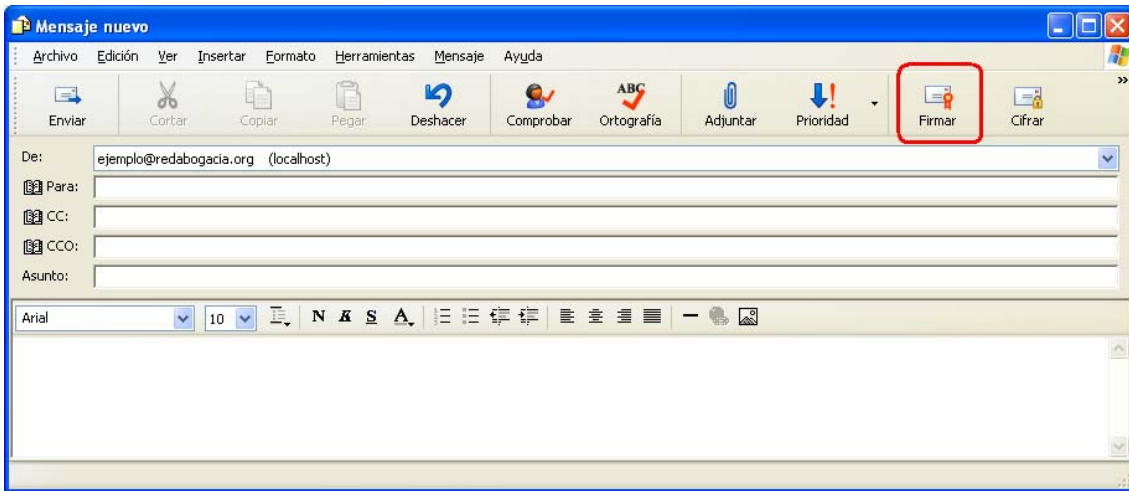 Mensaje nuevo
Archivo Edición Ver Insertar Formato Herramientas Mensaje Ayuda
Enviar Cortar Copiar Pegar Deshacer Comprobar ABC Ortografía Adjuntar Prioridad Firmar Cifrar »
De: ejemplo@redabogacia.org (localhost)
Para:
CC:
CCO:
Asunto:
Arial 10 N K S A